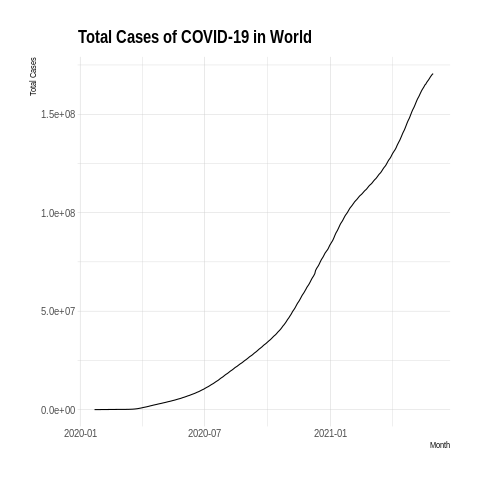 Total Cases of COVID-19 in World
Total Cases
1.5e+08
1.0e+08
5.0e+07
0.0e+00
2020-01 2020-07 2021-01
Month